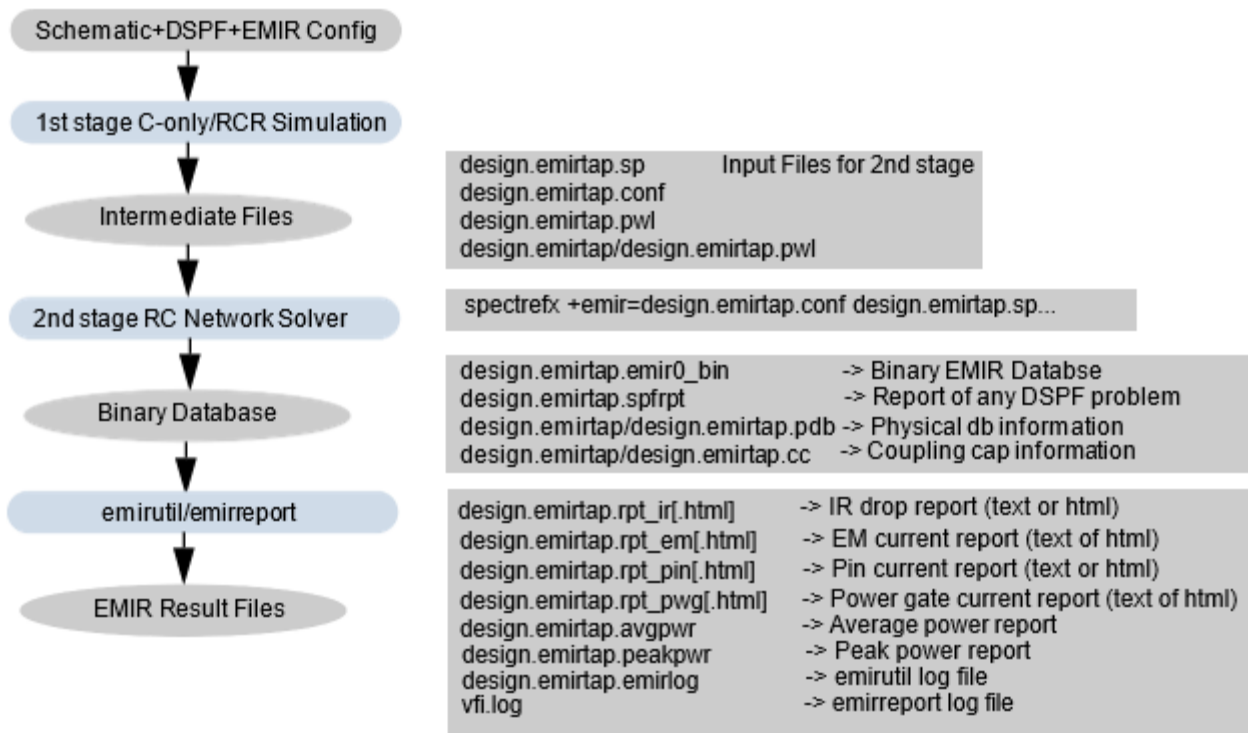 Schematic+DSPF+EMIR Config
1st stage C-only/RCR Simulation
Intermediate Files
design.emirtap.sp Input Files for 2nd stage
design.emirtap.conf
design.emirtap.pwl
design.emirtap/design.emirtap.pwl
2nd stage RC Network Solver
spectrefx +emir=design.emirtap.conf design.emirtap.sp...
Binary Database
design.emirtap.emir0_bin -> Binary EMIR Databse
design.emirtap.spfrpt -> Report of any DSPF problem
design.emirtap/design.emirtap.pdb -> Physical db information
design.emirtap/design.emirtap.cc -> Coupling cap information
emirutil/emirreport
design.emirtap.rpt_ir[.html] -> IR drop report (text or html)
design.emirtap.rpt_em[.html] -> EM current report (text of html)
design.emirtap.rpt_pin[.html] -> Pin current report (text or html)
design.emirtap.rpt_pwg[.html] -> Power gate current report (text of html)
design.emirtap.avgpwr -> Average power report
design.emirtap.peakpwr -> Peak power report
design.emirtap.emirlog -> emirutil log file
vfi.log -> emirreport log file
EMIR Result Files